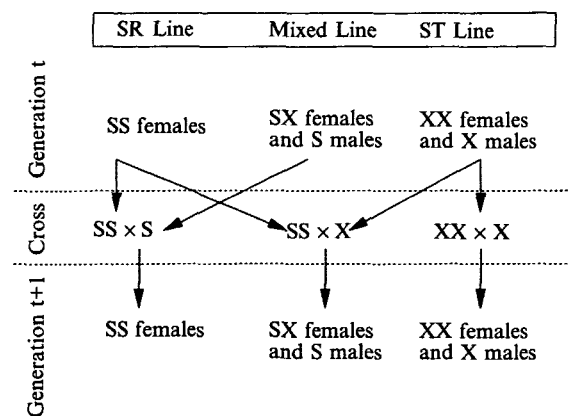 SR Line Mixed Line ST Line
Generation t
SS females
SX females
and S males
XX females
and X males
Cross
SS × S SS × X XX × X
Generation t+1
SS females
SX females
and S males
XX females
and X males